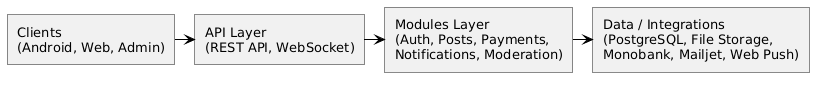 Clients
(Android, Web, Admin)
API Layer
(REST API, WebSocket)
Modules Layer
(Auth, Posts, Payments,
Notifications, Moderation)
Data / Integrations
(PostgreSQL, File Storage,
Monobank, Mailjet, Web Push)